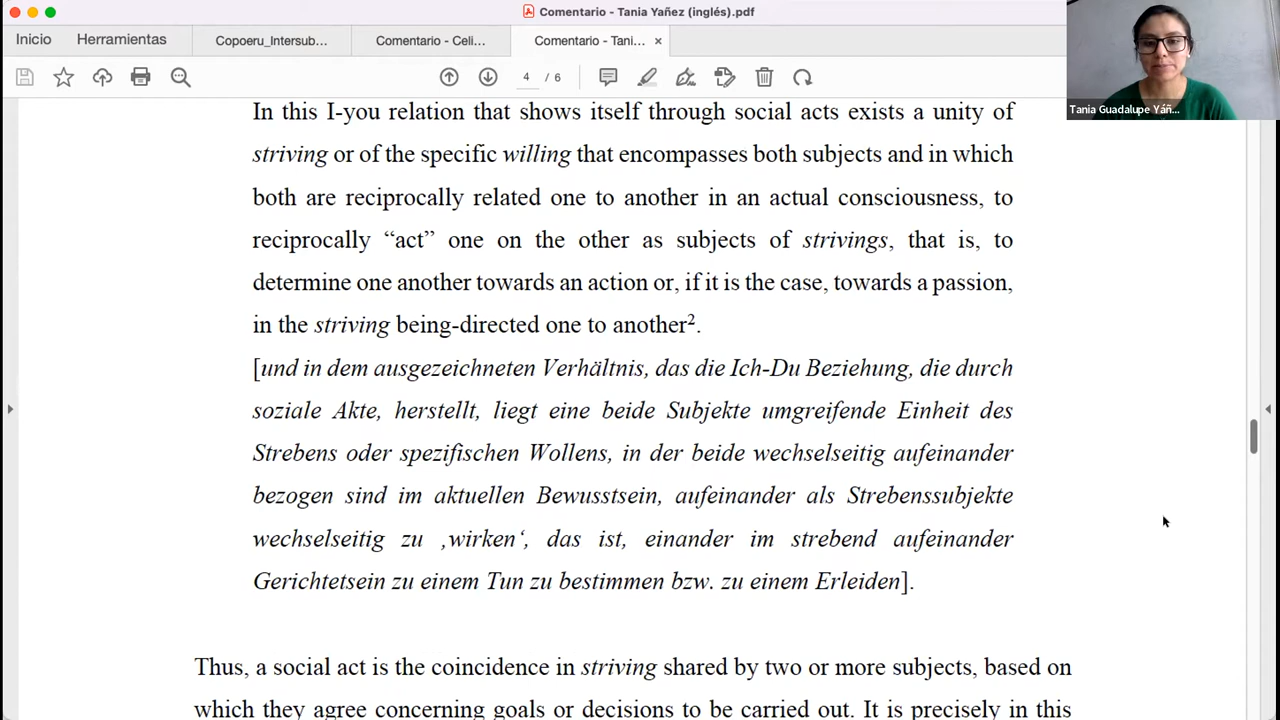 Comentario - Tania Yañez (inglés).pdf
Inicio Herramientas Copoeru_Intersub... Comentario - Celi... Comentario - Tani... ×
4 / 6
Tania Guadalupe Yáñ...
In this I-you relation that shows itself through social acts exists a unity of
striving or of the specific willing that encompasses both subjects and in which
both are reciprocally related one to another in an actual consciousness, to
reciprocally “act” one on the other as subjects of strivings, that is, to
determine one another towards an action or, if it is the case, towards a passion,
in the striving being-directed one to another².
[und in dem ausgezeichneten Verhältnis, das die Ich-Du Beziehung, die durch
soziale Akte, herstellt, liegt eine beide Subjekte umgreifende Einheit des
Strebens oder spezifischen Wollens, in der beide wechselseitig aufeinander
bezogen sind im aktuellen Bewusstsein, aufeinander als Strebenssubjekte
wechselseitig zu ‚wirken‘, das ist, einander im strebend aufeinander
Gerichtetsein zu einem Tun zu bestimmen bzw. zu einem Erleiden].
Thus, a social act is the coincidence in striving shared by two or more subjects, based on
which they agree concerning goals or decisions to be carried out. It is precisely in this